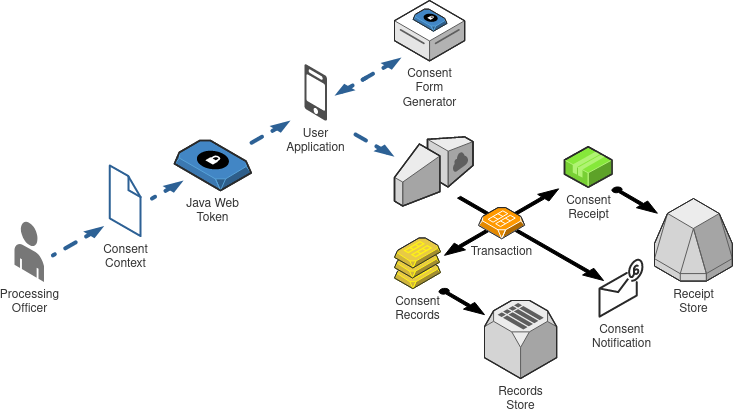 Consent
Form
Generator
User
Application
Java Web
Token
Consent
Receipt
Consent
Context
Transaction
Processing
Officer
Consent
Records
Receipt
Store
Consent
Notification
Records
Store